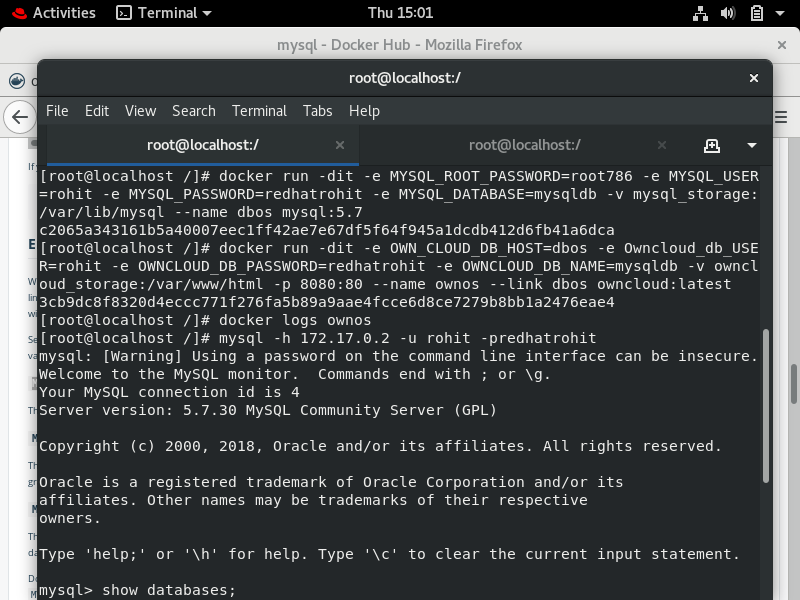 Activities Terminal Thu 15:01
mysql - Docker Hub - Mozilla Firefox
root@localhost:/
File Edit View Search Terminal Tabs Help
root@localhost:/ root@localhost:/
[root@localhost /]# docker run -dit -e MYSQL_ROOT_PASSWORD=root786 -e MYSQL_USER
=rohit -e MYSQL_PASSWORD=redhatrohit -e MYSQL_DATABASE=mysqldb -v mysql_storage:
/var/lib/mysql --name dbos mysql:5.7
c2065a343161b5a40007eec1ff42ae7e67df5f64f945a1dcdb412d6fb41a6dca
[root@localhost /]# docker run -dit -e OWN_CLOUD_DB_HOST=dbos -e Owncloud_db_USE
R=rohit -e OWNCLOUD_DB_PASSWORD=redhatrohit -e OWNCLOUD_DB_NAME=mysqldb -v owncl
oud_storage:/var/www/html -p 8080:80 --name ownos --link dbos owncloud:latest
3cb9dc8f8320d4eccc771f276fa5b89a9aae4fcce6d8ce7279b8bb1a2476eae4
[root@localhost /]# docker logs ownos
[root@localhost /]# mysql -h 172.17.0.2 -u rohit -predhatrohit
mysql: [Warning] Using a password on the command line interface can be insecure.
Welcome to the MySQL monitor.  Commands end with ; or \g.
Your MySQL connection id is 4
Server version: 5.7.30 MySQL Community Server (GPL)
Copyright (c) 2000, 2018, Oracle and/or its affiliates. All rights reserved.
Oracle is a registered trademark of Oracle Corporation and/or its
affiliates. Other names may be trademarks of their respective
owners.
Type 'help;' or '\h' for help. Type '\c' to clear the current input statement.
mysql> show databases;